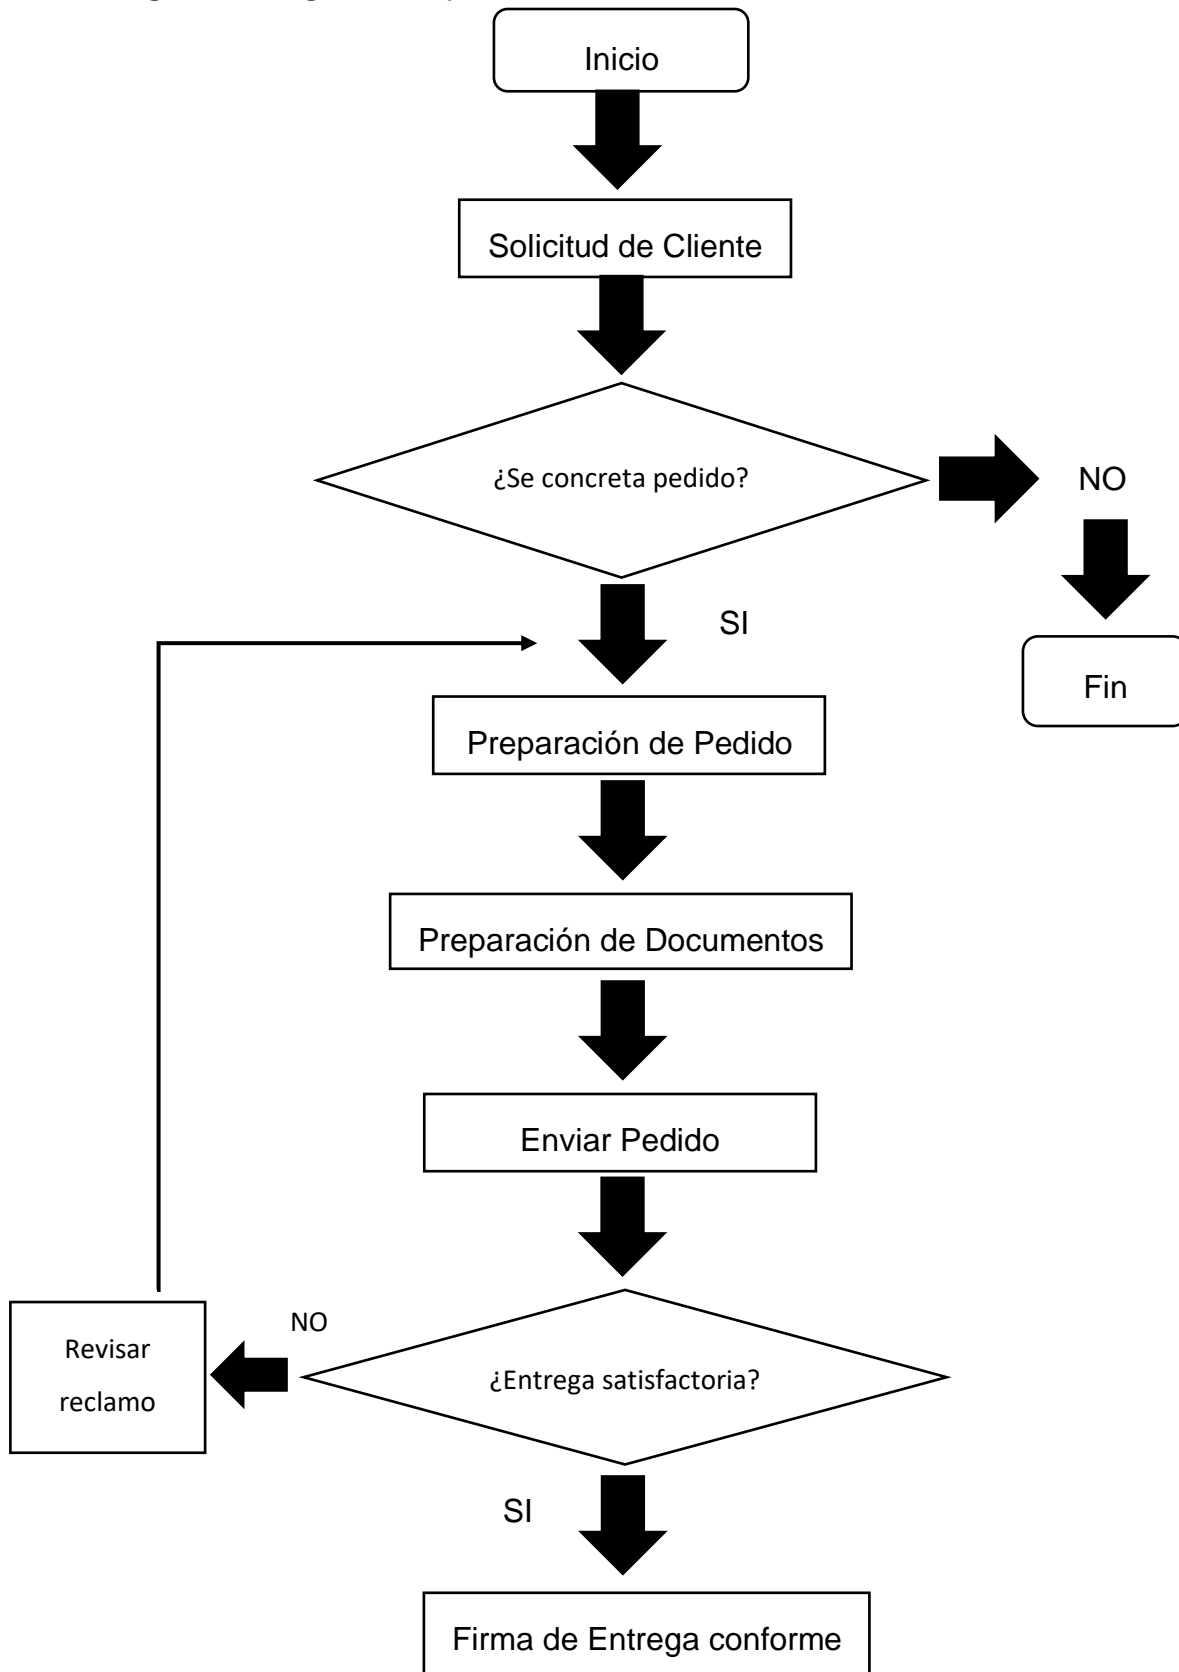 Inicio
Solicitud de Cliente
¿Se concreta pedido?
NO
SI
Fin
Preparación de Pedido
Preparación de Documentos
Enviar Pedido
NO
Revisar
reclamo
¿Entrega satisfactoria?
SI
Firma de Entrega conforme